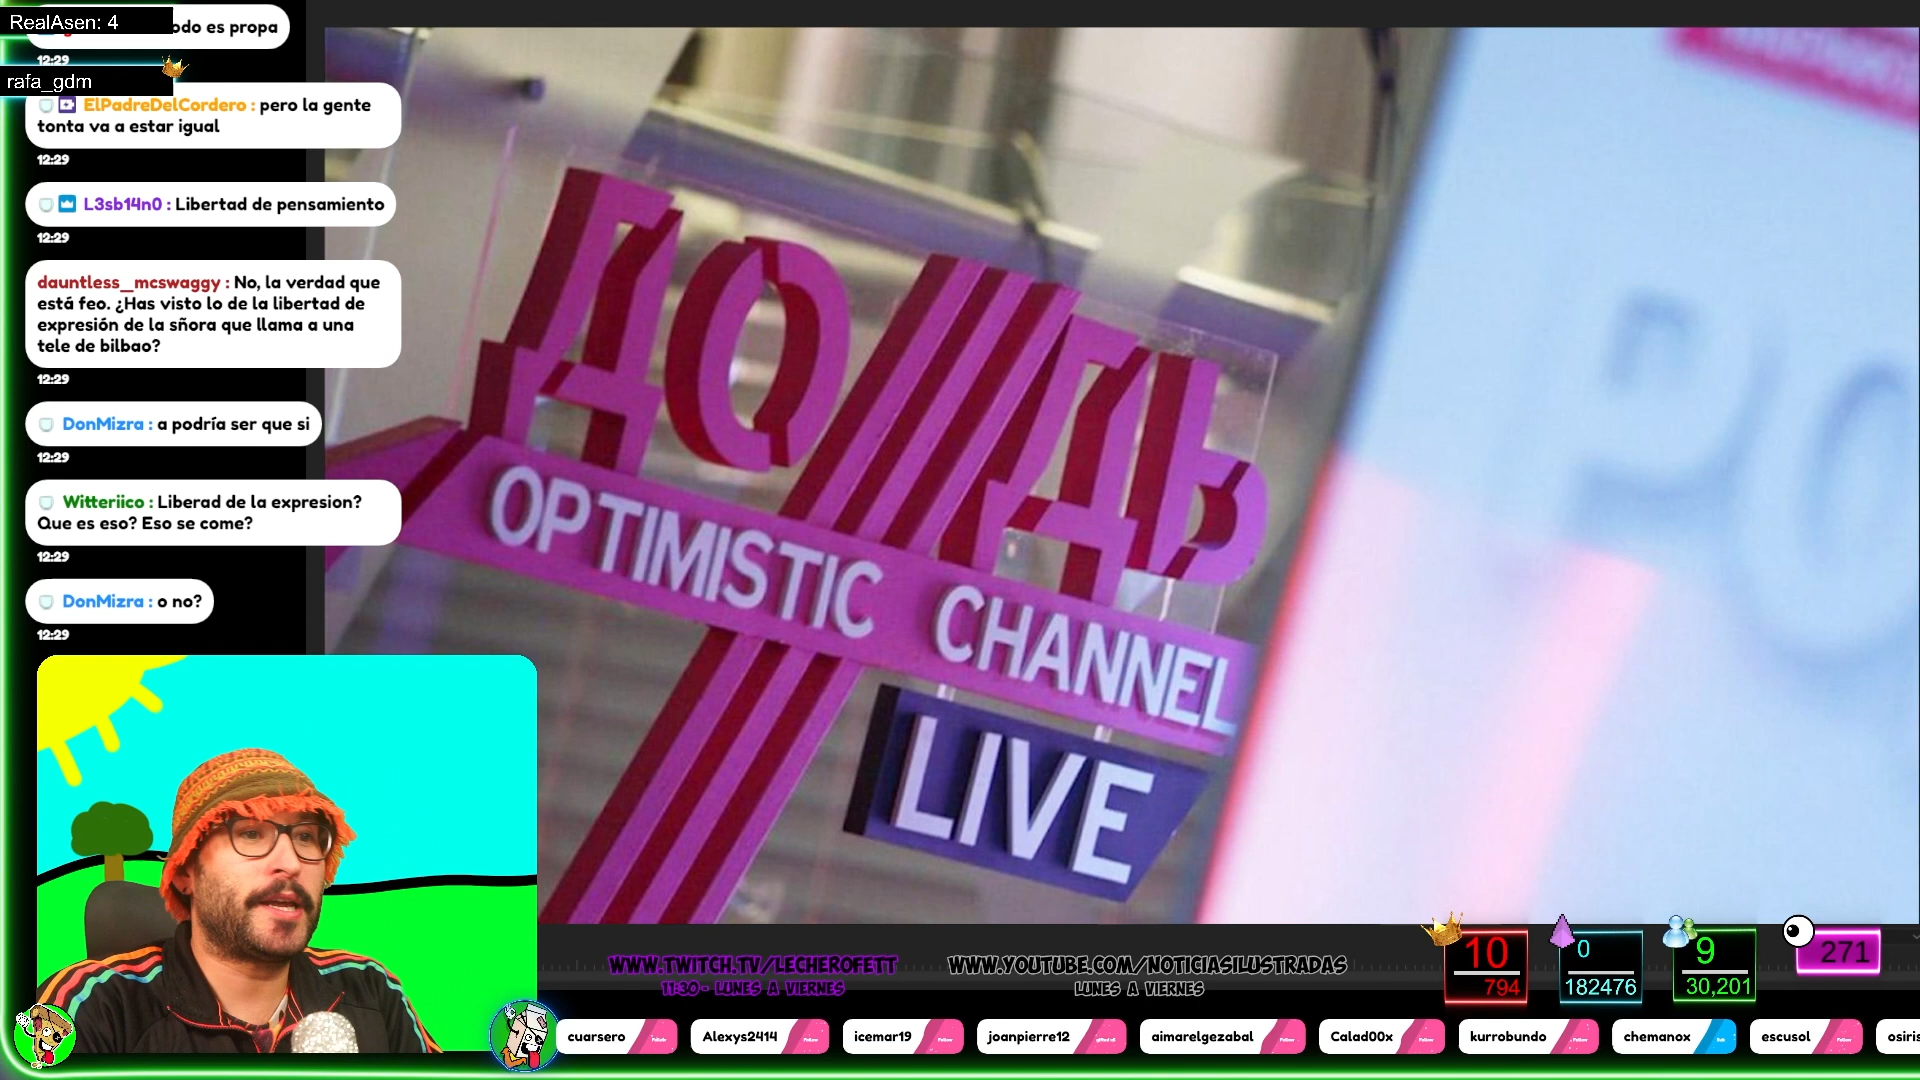 RealAsen: 4
odo es propa
12:29
rafa_gdm
ElPadreDelCordero : pero la gente
tonta va a estar igual
12:29
L3sb14n0 : Libertad de pensamiento
12:29
dauntless_mcswaggy : No, la verdad que
está feo. ¿Has visto lo de la libertad de
expresión de la sñora que llama a una
tele de bilbao?
12:29
DonMizra : a podría ser que si
12:29
Witteriico : Liberad de la expresion?
Que es eso? Eso se come?
12:29
DonMizra : o no?
12:29
ДО///ДЬ
OPTIMISTIC CHANNEL
LIVE
WWW.TWITCH.TV/LECHEROFETT
11:30 - LUNES A VIERNES
WWW.YOUTUBE.COM/NOTICIASILUSTRADAS
LUNES A VIERNES
10
794
0
182476
9
30,201
271
cuarsero
Alexys2414
icemar19
joanpierre12
aimarelgezabal
Calad00x
kurrobundo
chemanox
escusol
osiris